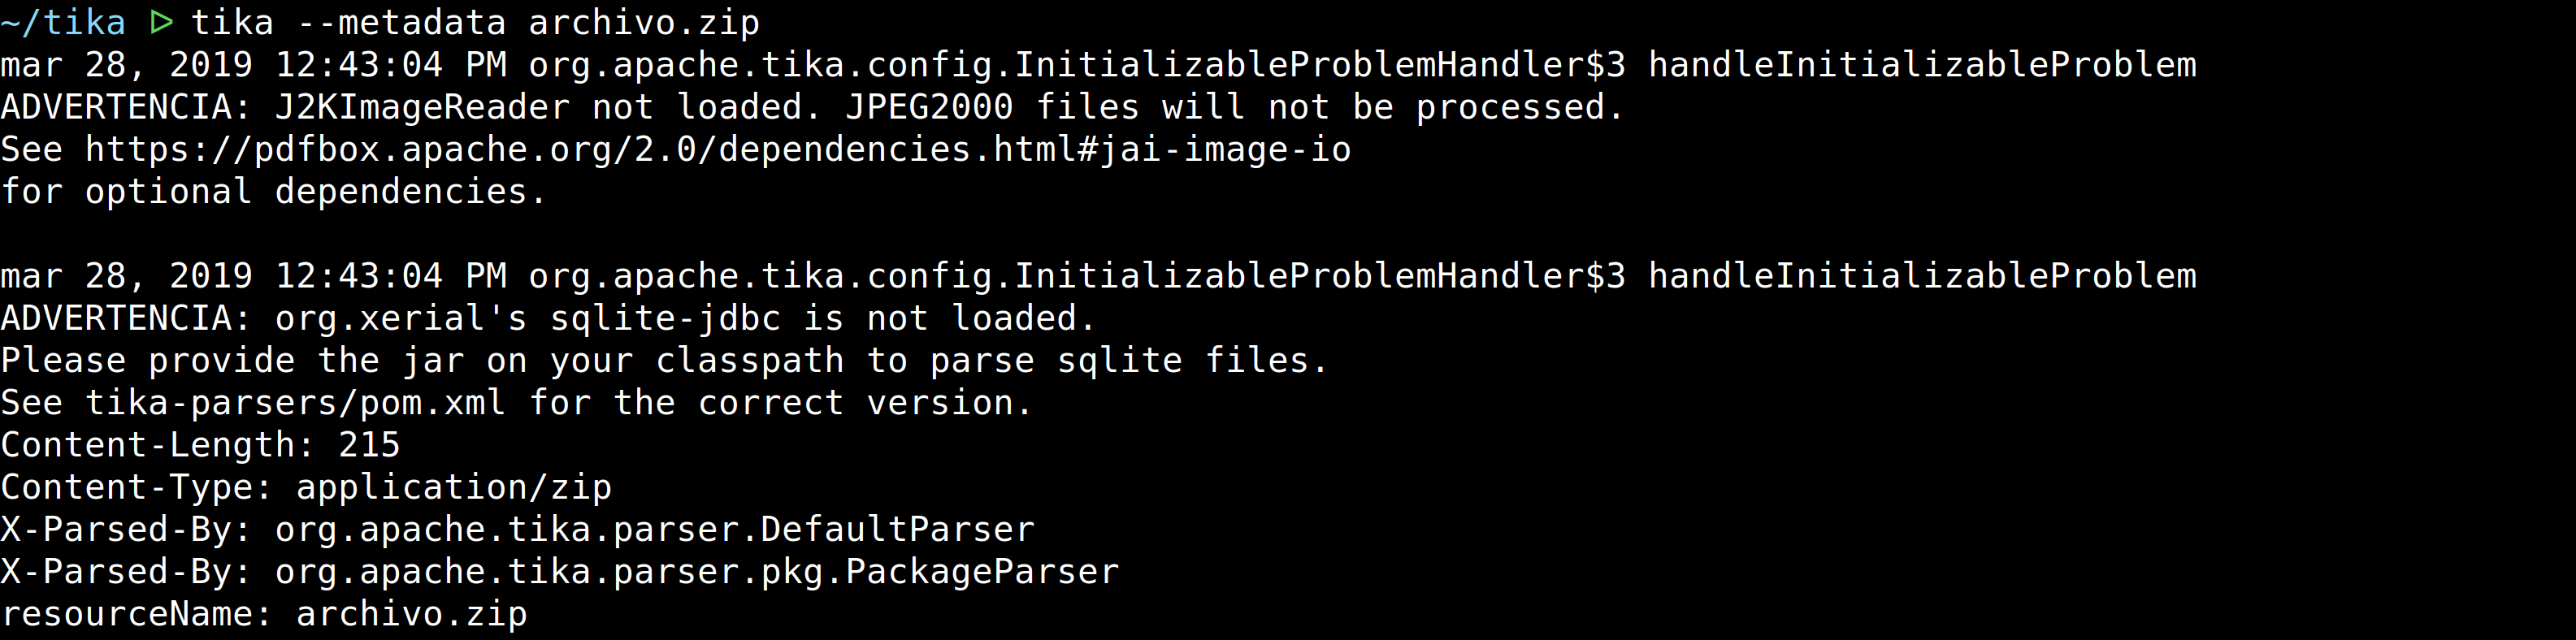 ~/tika ᐅ tika --metadata archivo.zip
mar 28, 2019 12:43:04 PM org.apache.tika.config.InitializableProblemHandler$3 handleInitializableProblem
ADVERTENCIA: J2KImageReader not loaded. JPEG2000 files will not be processed.
See https://pdfbox.apache.org/2.0/dependencies.html#jai-image-io
for optional dependencies.

mar 28, 2019 12:43:04 PM org.apache.tika.config.InitializableProblemHandler$3 handleInitializableProblem
ADVERTENCIA: org.xerial's sqlite-jdbc is not loaded.
Please provide the jar on your classpath to parse sqlite files.
See tika-parsers/pom.xml for the correct version.
Content-Length: 215
Content-Type: application/zip
X-Parsed-By: org.apache.tika.parser.DefaultParser
X-Parsed-By: org.apache.tika.parser.pkg.PackageParser
resourceName: archivo.zip